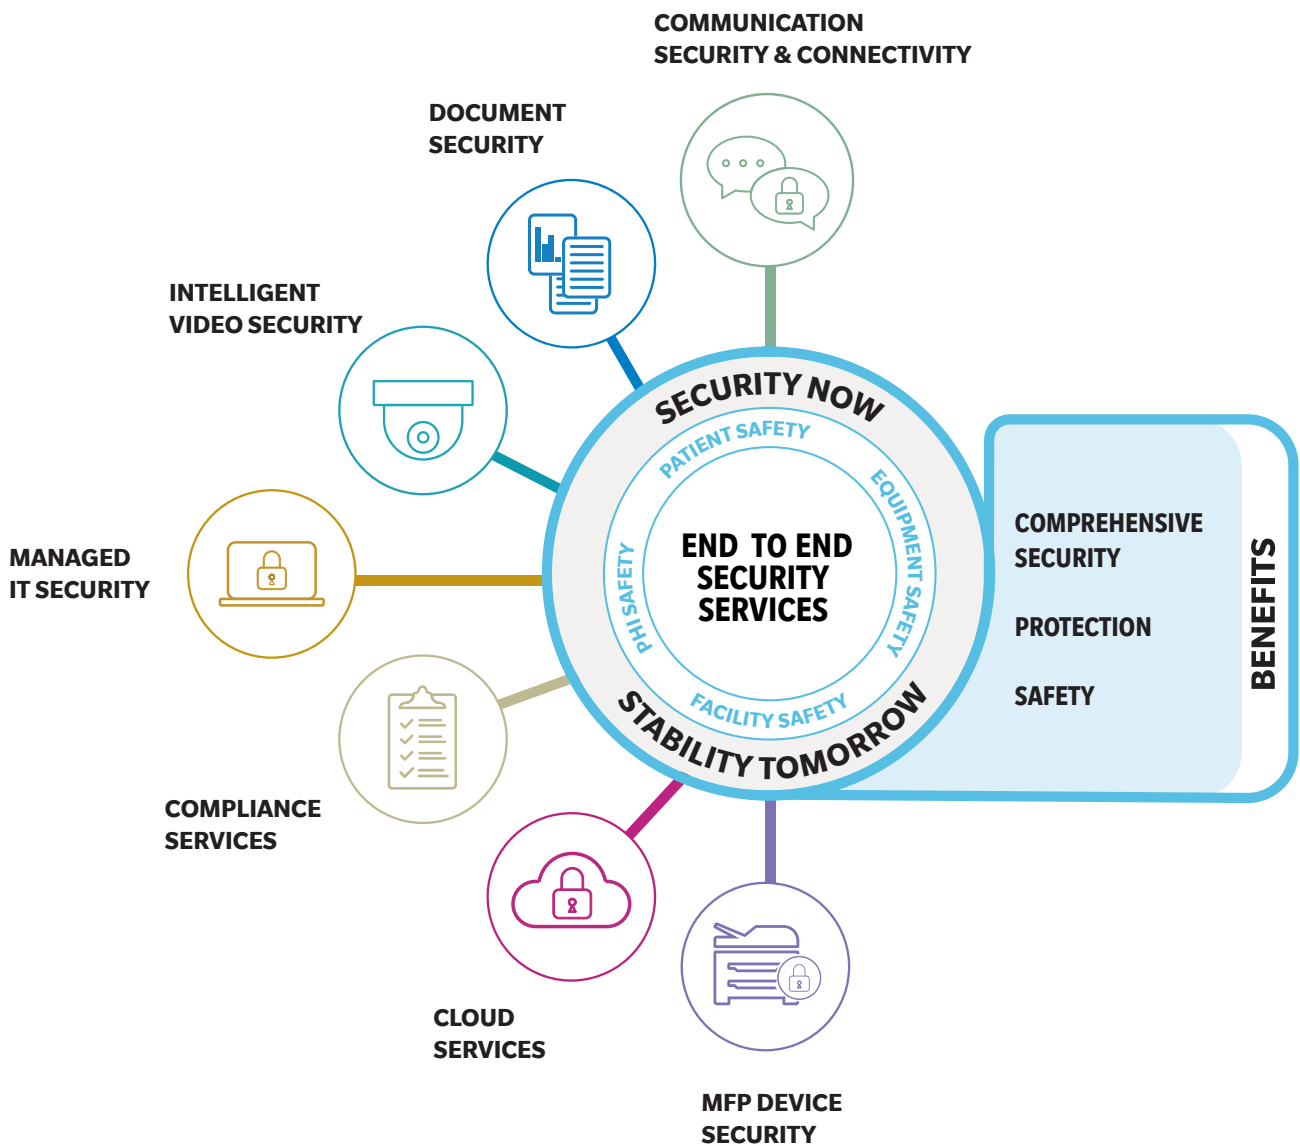 COMMUNICATION
SECURITY & CONNECTIVITY
DOCUMENT
SECURITY
INTELLIGENT
VIDEO SECURITY
MANAGED
IT SECURITY
COMPLIANCE
SERVICES
CLOUD
SERVICES
MFP DEVICE
SECURITY
SECURITY NOW
STABILITY TOMORROW
PATIENT SAFETY
EQUIPMENT SAFETY
FACILITY SAFETY
PHI SAFETY
END TO END
SECURITY
SERVICES
COMPREHENSIVE
SECURITY
PROTECTION
SAFETY
BENEFITS